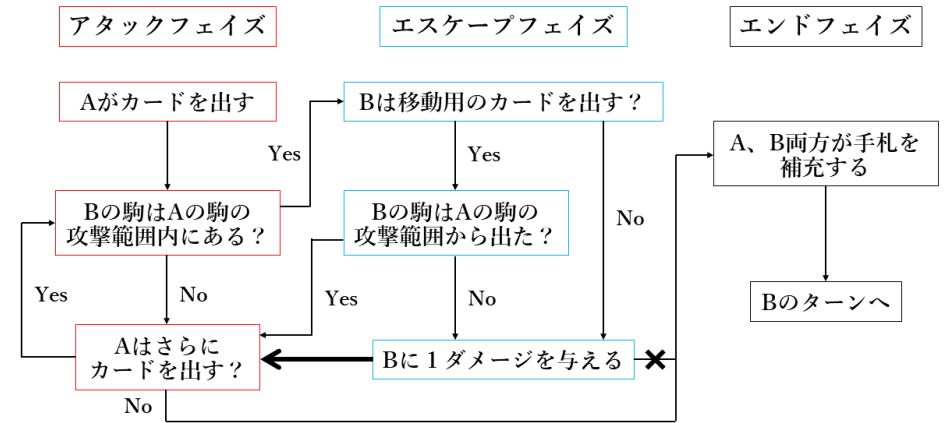 アタックフェイズ
エスケープフェイズ
エンドフェイズ
Aがカードを出す
Bは移動用のカードを出す？
Yes
Yes
A、B両方が手札を
補充する
Bの駒はAの駒の
攻撃範囲内にある？
Bの駒はAの駒の
攻撃範囲から出た？
No
Yes
No
Yes
No
Bのターンへ
Aはさらに
カードを出す？
Bに１ダメージを与える
No